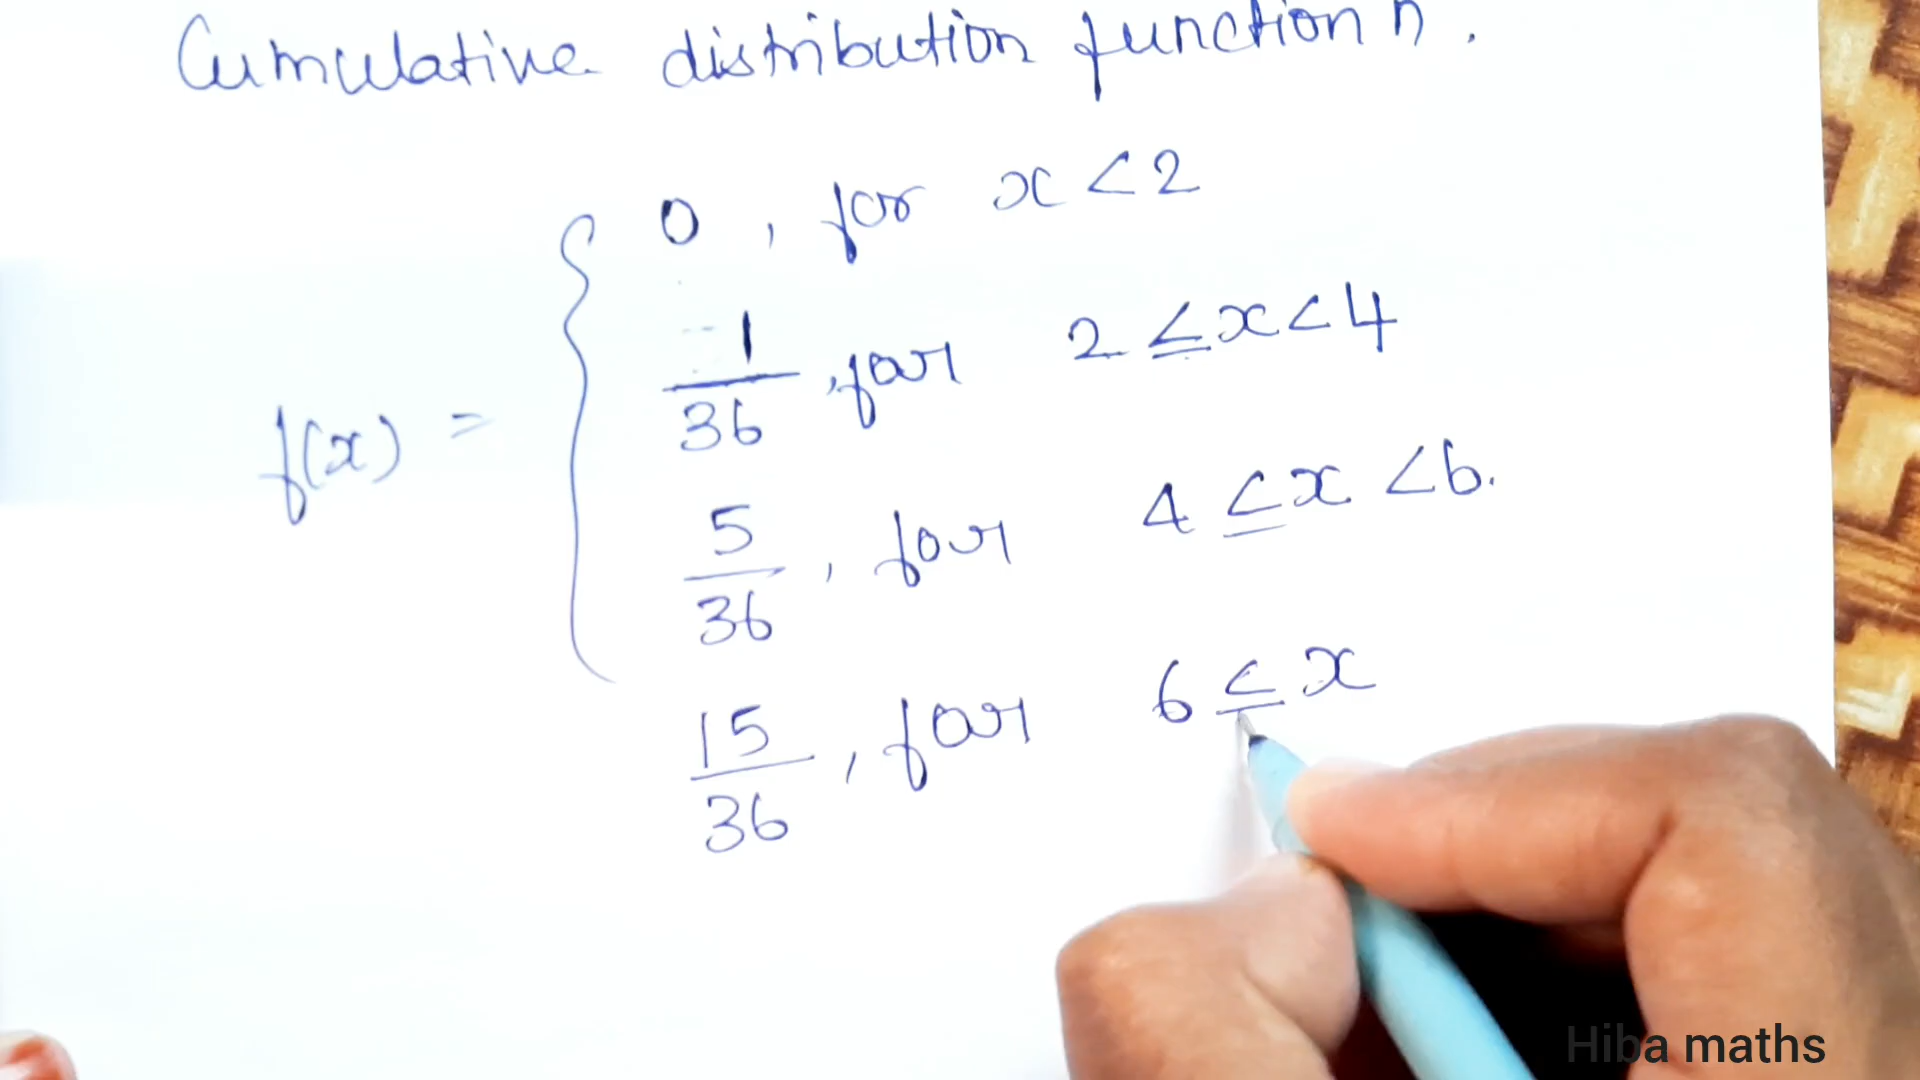 Cumulative distribution function n.
0 , for x < 2
1/36 , for 2 ≤ x < 4
f(x) =
5/36 , for 4 ≤ x < 6.
15/36 , for 6 ≤ x
Hiba maths